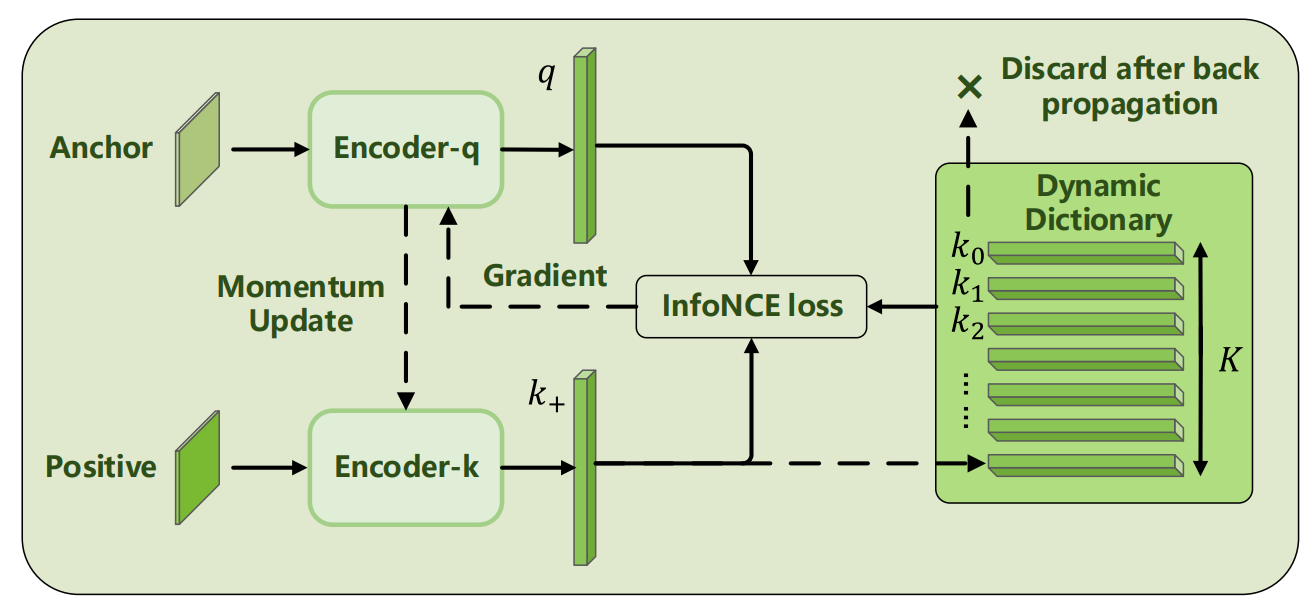 Anchor
Encoder-q
q
Discard after back
propagation
Dynamic
Dictionary
k₀
k₁
k₂
K
Momentum
Update
Gradient
InfoNCE loss
Positive
Encoder-k
k₊